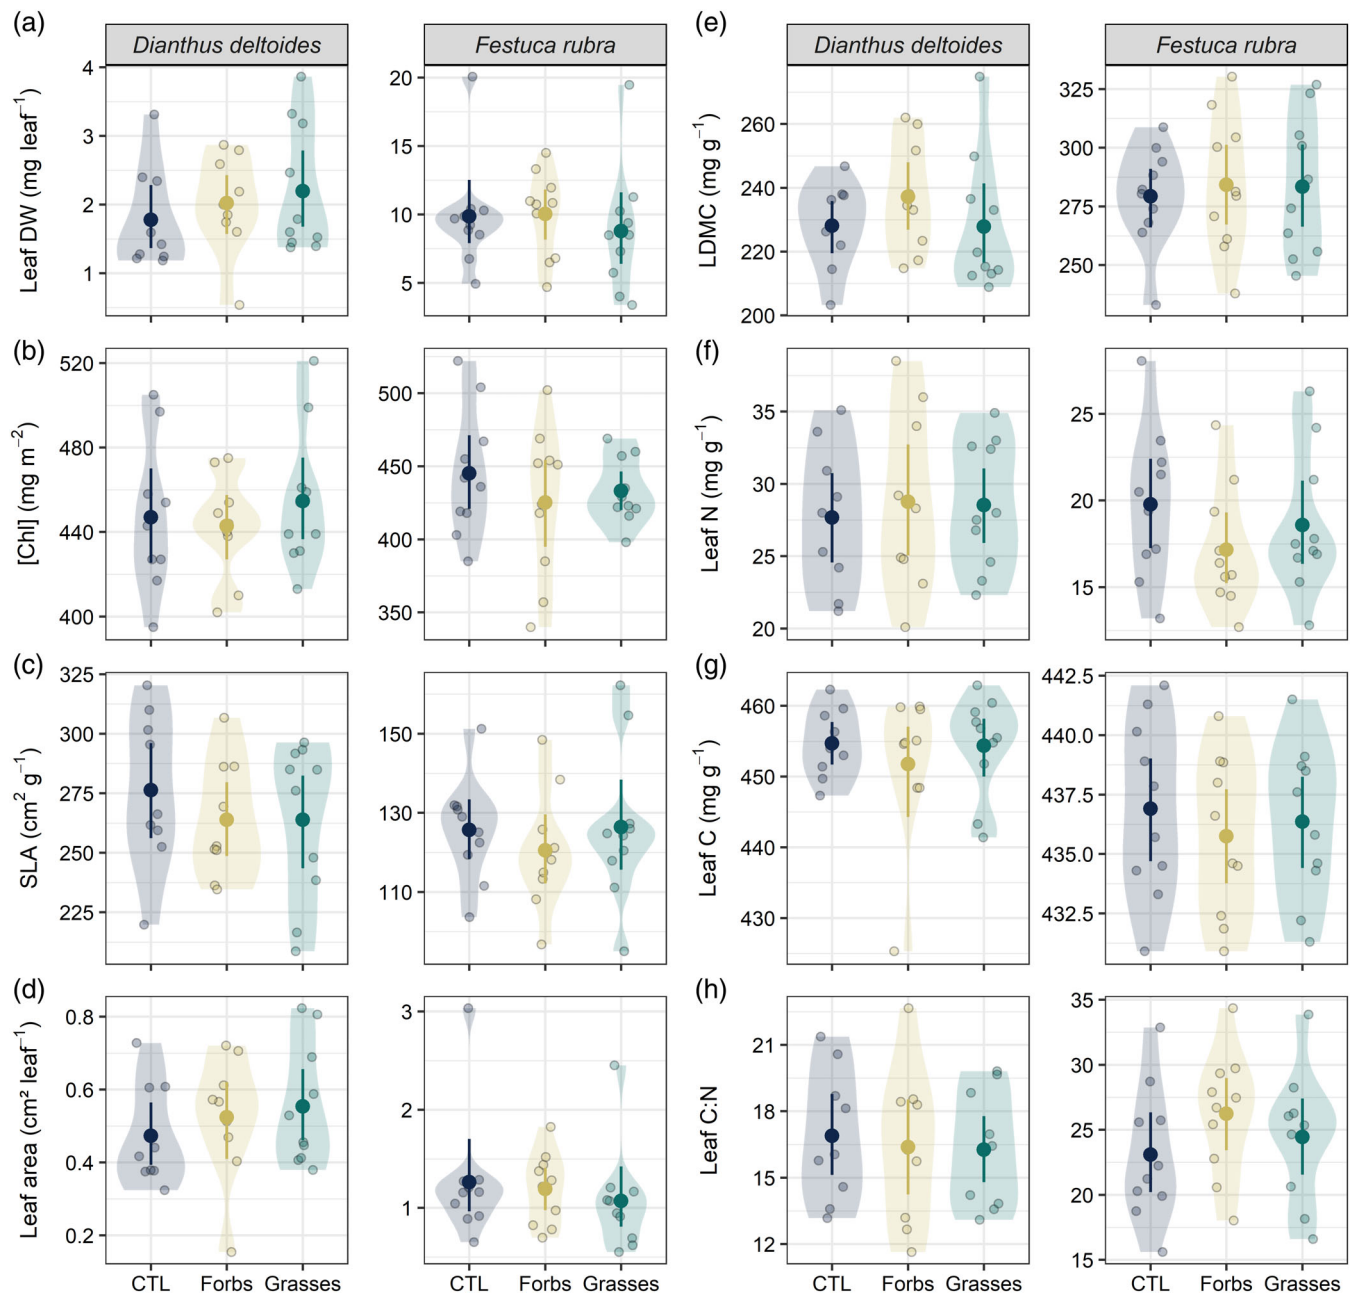 (a)
Dianthus deltoides
Festuca rubra
Leaf DW (mg leaf⁻¹)
4
3
2
1
20
15
10
5
(b)
[Chl] (mg m⁻²)
520
480
440
400
500
450
400
350
(c)
SLA (cm² g⁻¹)
325
300
275
250
225
150
130
110
(d)
Leaf area (cm² leaf⁻¹)
0.8
0.6
0.4
0.2
3
2
1
CTL Forbs Grasses
CTL Forbs Grasses
(e)
Dianthus deltoides
Festuca rubra
LDMC (mg g⁻¹)
260
240
220
200
325
300
275
250
(f)
Leaf N (mg g⁻¹)
35
30
25
20
25
20
15
(g)
Leaf C (mg g⁻¹)
460
450
440
430
442.5
440.0
437.5
435.0
432.5
(h)
Leaf C:N
21
18
15
12
35
30
25
20
15
CTL Forbs Grasses
CTL Forbs Grasses